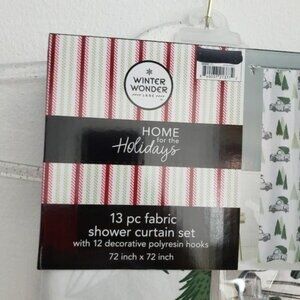 WINTER
WONDER
LANE
HOME
for the
Holidays
13 pc fabric
shower curtain set
with 12 decorative polyresin hooks
72 inch x 72 inch